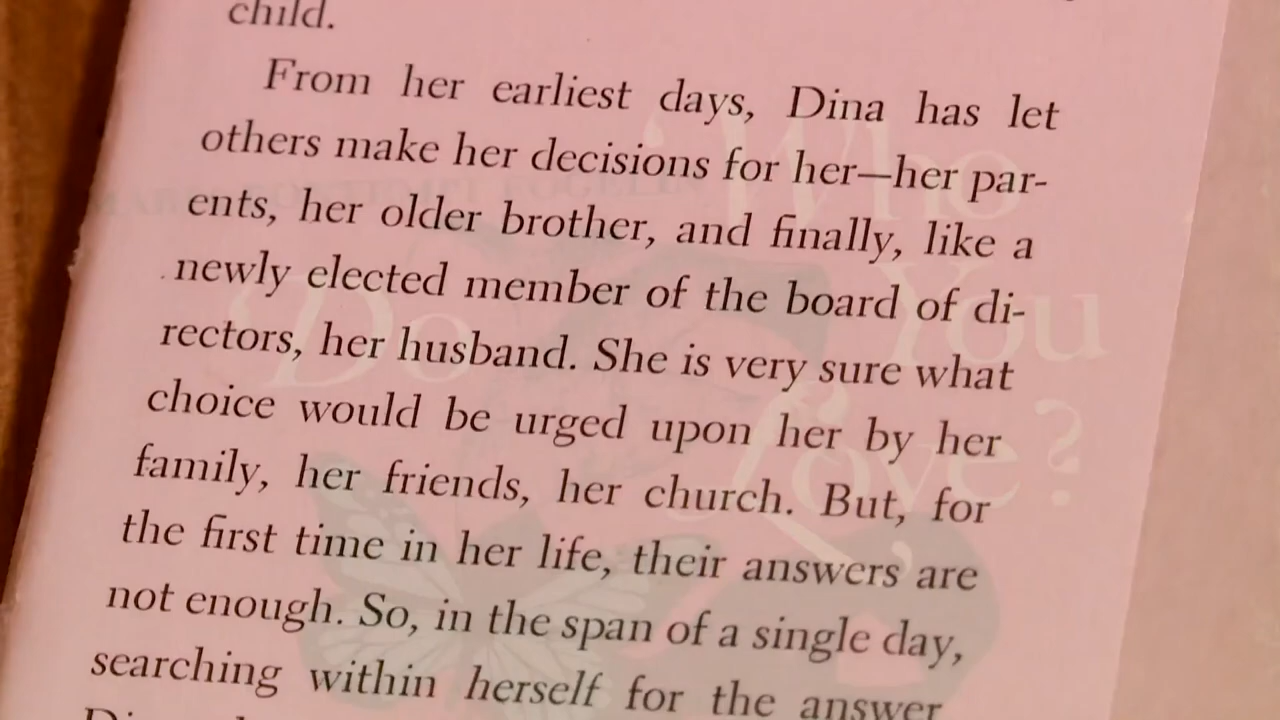 child.
From her earliest days, Dina has let
others make her decisions for her—her par-
ents, her older brother, and finally, like a
newly elected member of the board of di-
rectors, her husband. She is very sure what
choice would be urged upon her by her
family, her friends, her church. But, for
the first time in her life, their answers are
not enough. So, in the span of a single day,
searching within herself for the answer
Who
Do You
Love?